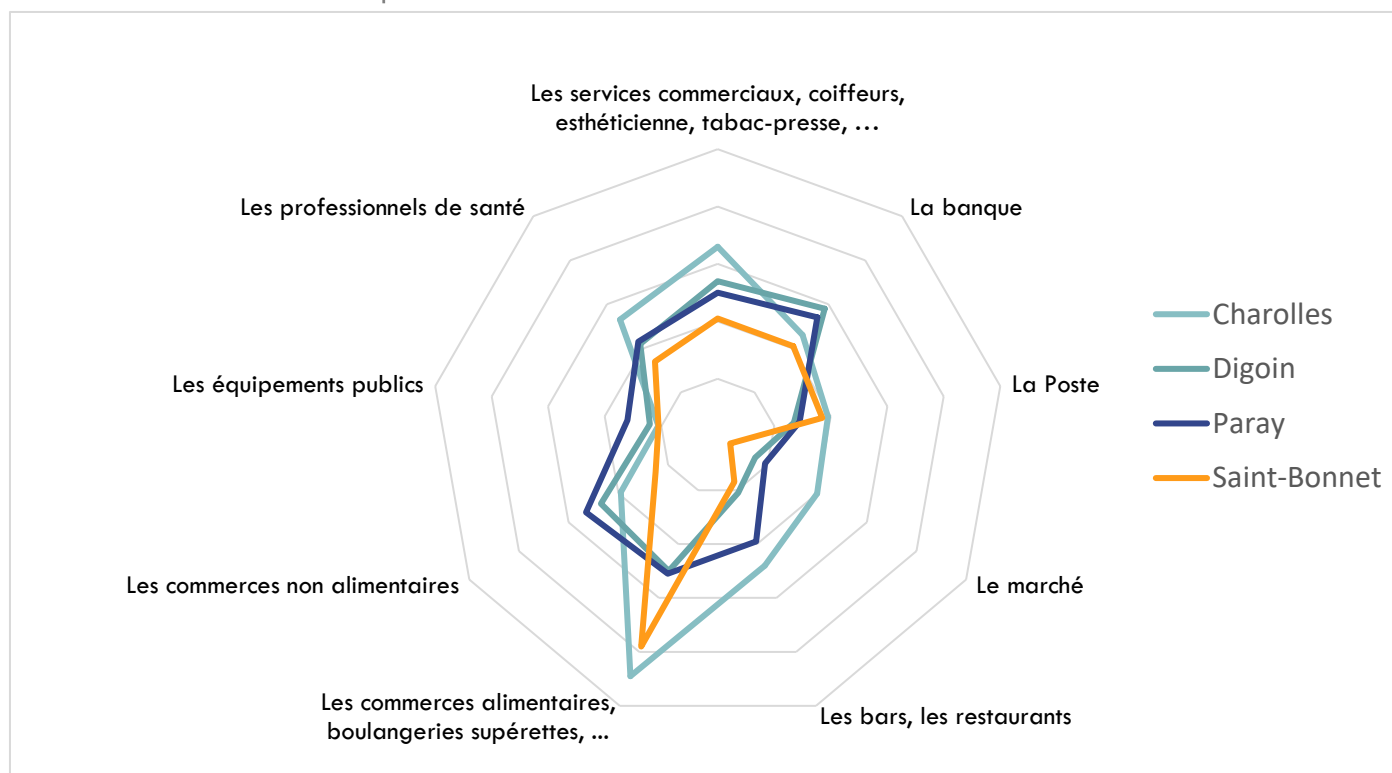 Les services commerciaux, coiffeurs,
esthéticienne, tabac-presse, …
Les professionnels de santé
La banque
Les équipements publics
La Poste
Les commerces non alimentaires
Le marché
Les commerces alimentaires,
boulangeries supérettes, ...
Les bars, les restaurants
Charolles
Digoin
Paray
Saint-Bonnet